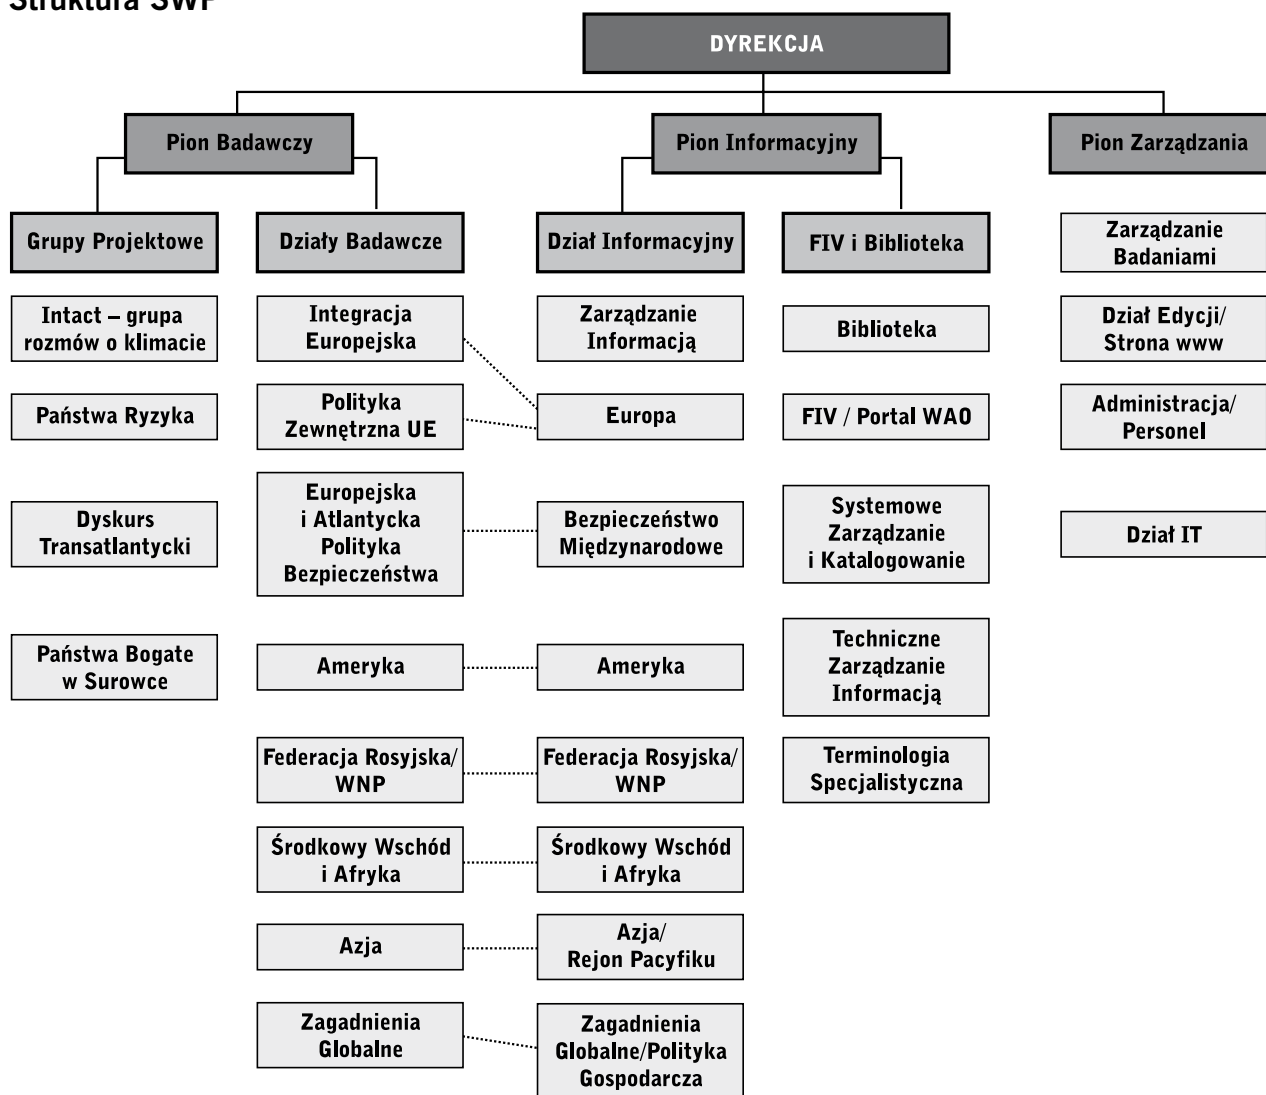 Struktura SWP
DYREKCJA
Pion Badawczy
Pion Informacyjny
Pion Zarządzania
Grupy Projektowe
Działy Badawcze
Dział Informacyjny
FIV i Biblioteka
Intact – grupa
rozmów o klimacie
Państwa Ryzyka
Dyskurs
Transatlantycki
Państwa Bogate
w Surowce
Integracja
Europejska
Polityka
Zewnętrzna UE
Europejska
i Atlantycka
Polityka
Bezpieczeństwa
Ameryka
Federacja Rosyjska/
WNP
Środkowy Wschód
i Afryka
Azja
Zagadnienia
Globalne
Zarządzanie
Informacją
Europa
Bezpieczeństwo
Międzynarodowe
Ameryka
Federacja Rosyjska/
WNP
Środkowy Wschód
i Afryka
Azja/
Rejon Pacyfiku
Zagadnienia
Globalne/Polityka
Gospodarcza
Biblioteka
FIV / Portal WAO
Systemowe
Zarządzanie
i Katalogowanie
Techniczne
Zarządzanie
Informacją
Terminologia
Specjalistyczna
Zarządzanie
Badaniami
Dział Edycji/
Strona www
Administracja/
Personel
Dział IT